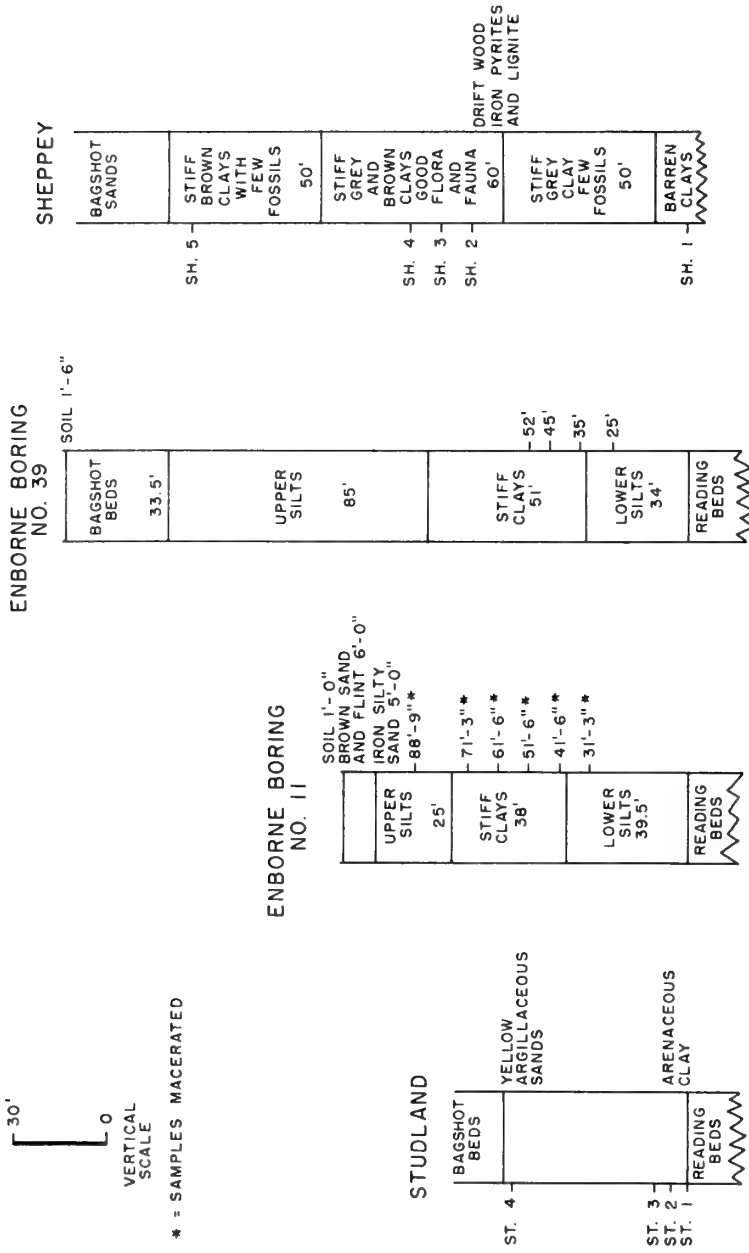 30'
0
VERTICAL
SCALE
* = SAMPLES MACERATED
STUDLAND
BAGSHOT
BEDS
YELLOW
ARGILLACEOUS
SANDS
ARENACEOUS
CLAY
READING
BEDS
ST. 4
ST. 3
ST. 2
ST. 1
ENBORNE BORING
NO. 11
SOIL 1'-0"
BROWN SAND
AND FLINT 6'-0"
IRON SILTY
SAND 5'-0"
88'-9"*
71'-3"*
61'-6"*
51'-6"*
41'-6"*
31'-3"*
UPPER
SILTS
25'
STIFF
CLAYS
38'
LOWER
SILTS
39.5'
READING
BEDS
ENBORNE BORING
NO. 39
SOIL 1'-6"
BAGSHOT
BEDS
33.5'
UPPER
SILTS
85'
STIFF
CLAYS
51'
LOWER
SILTS
34'
READING
BEDS
52'
45'
35'
25'
SHEPPEY
BAGSHOT
SANDS
STIFF
BROWN
CLAYS
WITH
FEW
FOSSILS
50'
STIFF
GREY
AND
BROWN
CLAYS
GOOD
FLORA
AND
FAUNA
60'
DRIFT WOOD
IRON PYRITES
AND LIGNITE
STIFF
GREY
CLAY
FEW
FOSSILS
50'
BARREN
CLAYS
SH. 5
SH. 4
SH. 3
SH. 2
SH. 1